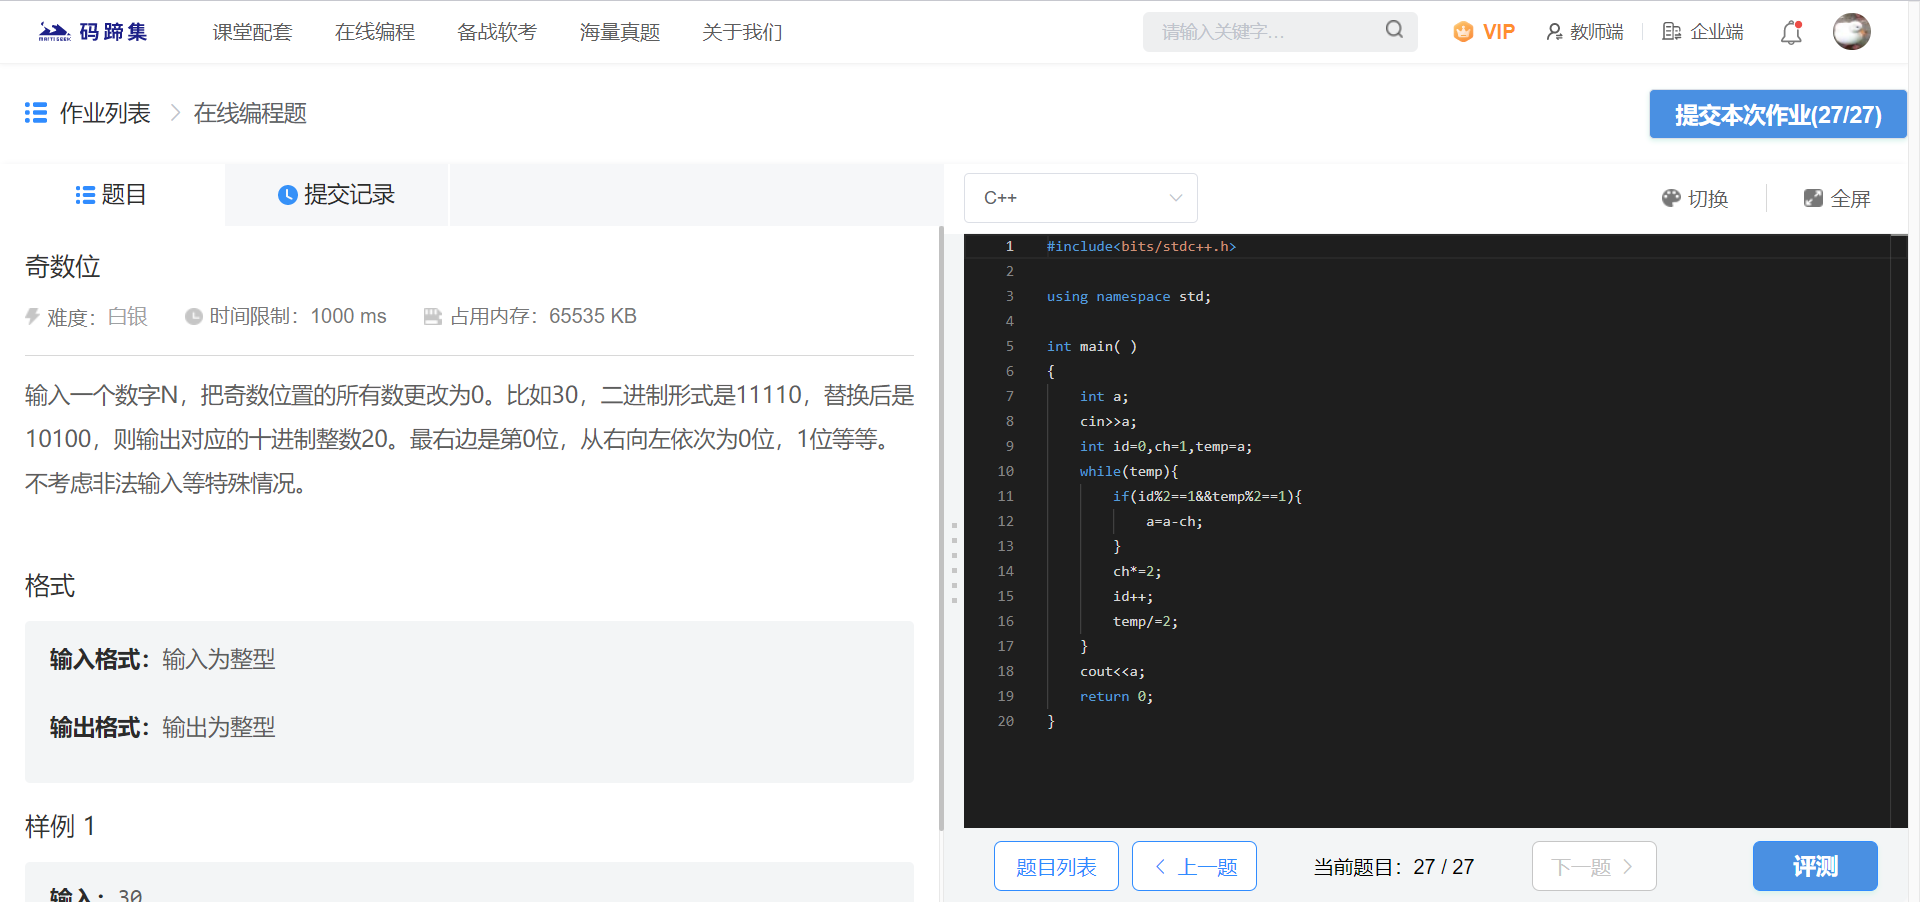 MAITI GEEK 码蹄集 课堂配套 在线编程 备战软考 海量真题 关于我们 请输入关键字... VIP 教师端 企业端
作业列表 > 在线编程题 提交本次作业(27/27)
题目 提交记录
奇数位
难度：白银 时间限制：1000 ms 占用内存：65535 KB
输入一个数字N，把奇数位置的所有数更改为0。比如30，二进制形式是11110，替换后是
10100，则输出对应的十进制整数20。最右边是第0位，从右向左依次为0位，1位等等。
不考虑非法输入等特殊情况。
格式
输入格式：输入为整型
输出格式：输出为整型
样例 1
输入：30
C++ 切换 全屏
1 #include<bits/stdc++.h>
2
3 using namespace std;
4
5 int main( )
6 {
7 int a;
8 cin>>a;
9 int id=0,ch=1,temp=a;
10 while(temp){
11 if(id%2==1&&temp%2==1){
12 a=a-ch;
13 }
14 ch*=2;
15 id++;
16 temp/=2;
17 }
18 cout<<a;
19 return 0;
20 }
题目列表 < 上一题 当前题目：27 / 27 下一题 > 评测